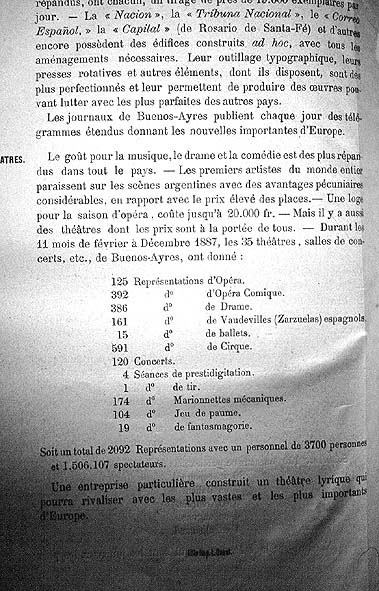 répandus, ont chacun, un tirage de près de 15.000 exemplaires par
jour. — La « Nacion », la « Tribuna Nacional », le « Correo
Español, » la « Capital » (de Rosario de Santa-Fé) et d'autres
encore possèdent des édifices construits ad hoc, avec tous les
aménagements nécessaires. Leur outillage typographique, leurs
presses rotatives et autres éléments, dont ils disposent, sont des
plus perfectionnés et leur permettent de produire des œuvres pou-
vant lutter avec les plus parfaites des autres pays.
Les journaux de Buenos-Ayres publient chaque jour des télé-
grammes étendus donnant les nouvelles importantes d'Europe.
ATRES. Le goût pour la musique, le drame et la comédie est des plus répan-
dus dans tout le pays. — Les premiers artistes du monde entier
paraissent sur les scènes argentines avec des avantages pécuniaires
considérables, en rapport avec le prix élevé des places. — Une loge
pour la saison d'opéra, coûte jusqu'à 20.000 fr. — Mais il y a aussi
des théâtres dont les prix sont à la portée de tous. — Durant les
11 mois de février à Décembre 1887, les 35 théâtres, salles de con-
certs, etc., de Buenos-Ayres, ont donné :
125 Représentations d'Opéra.
392 d° d'Opéra Comique.
386 d° de Drame.
161 d° de Vaudevilles (Zarzuelas) espagnols.
15 d° de ballets.
591 d° de Cirque.
120 Concerts.
4 Séances de prestidigitation.
1 d° de tir.
174 d° Marionnettes mécaniques.
104 d° Jeu de paume.
19 d° de fantasmagorie.
Soit un total de 2092 Représentations avec un personnel de 3700 personnes
et 1,506.107 spectateurs.
Une entreprise particulière construit un théâtre lyrique qui
pourra rivaliser avec les plus vastes et les plus importants
d'Europe.